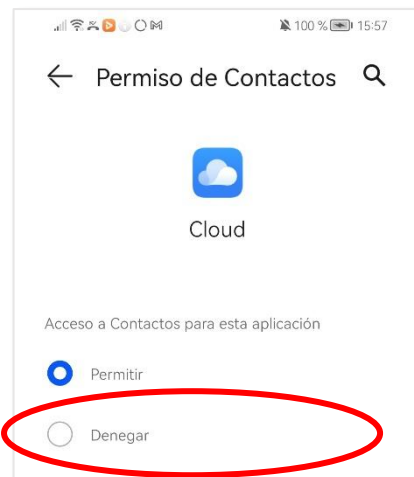 100 % 15:57
Permiso de Contactos
Cloud
Acceso a Contactos para esta aplicación
Permitir
Denegar